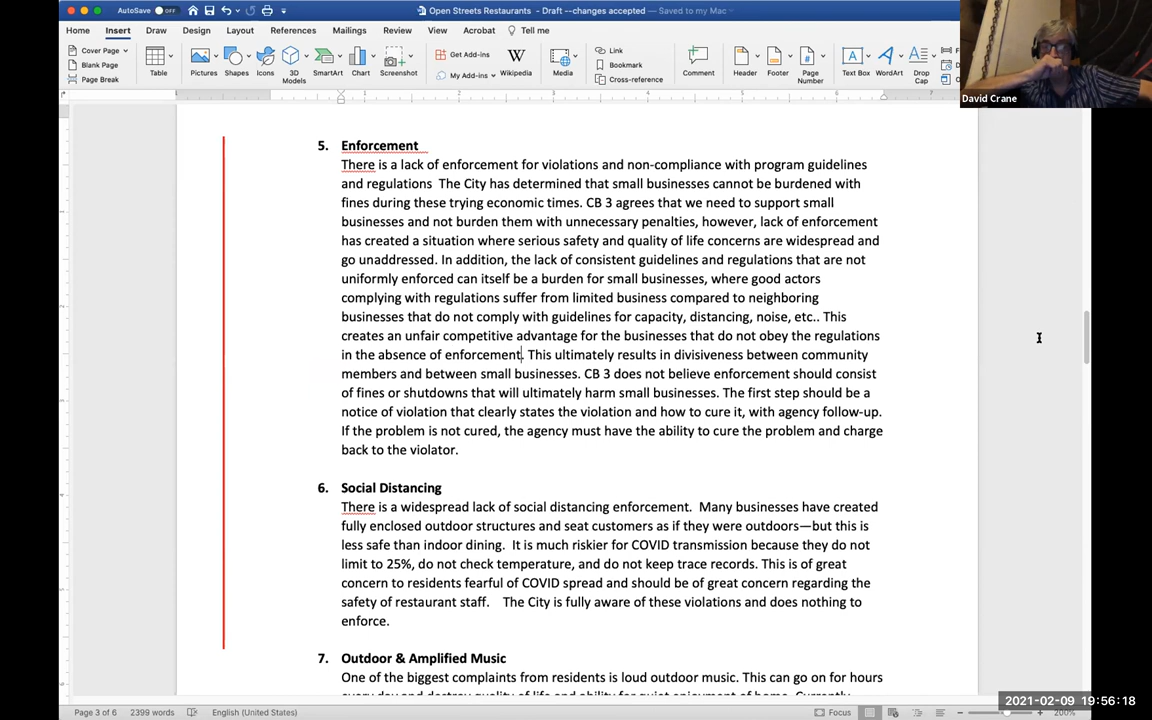 AutoSave OFF
Open Streets Restaurants - Draft --changes accepted — Saved to my Mac
Home Insert Draw Design Layout References Mailings Review View Acrobat Tell me
Cover Page
Blank Page
Page Break
Table
Pictures
Shapes
Icons
3D
Models
SmartArt
Chart
Screenshot
Get Add-ins
My Add-ins
Wikipedia
Media
Link
Bookmark
Cross-reference
Comment
Header
Footer
Page
Number
Text Box
WordArt
Drop
Cap
David Crane
5. Enforcement
There is a lack of enforcement for violations and non-compliance with program guidelines
and regulations  The City has determined that small businesses cannot be burdened with
fines during these trying economic times. CB 3 agrees that we need to support small
businesses and not burden them with unnecessary penalties, however, lack of enforcement
has created a situation where serious safety and quality of life concerns are widespread and
go unaddressed. In addition, the lack of consistent guidelines and regulations that are not
uniformly enforced can itself be a burden for small businesses, where good actors
complying with regulations suffer from limited business compared to neighboring
businesses that do not comply with guidelines for capacity, distancing, noise, etc.. This
creates an unfair competitive advantage for the businesses that do not obey the regulations
in the absence of enforcement. This ultimately results in divisiveness between community
members and between small businesses. CB 3 does not believe enforcement should consist
of fines or shutdowns that will ultimately harm small businesses. The first step should be a
notice of violation that clearly states the violation and how to cure it, with agency follow-up.
If the problem is not cured, the agency must have the ability to cure the problem and charge
back to the violator.
6. Social Distancing
There is a widespread lack of social distancing enforcement.  Many businesses have created
fully enclosed outdoor structures and seat customers as if they were outdoors—but this is
less safe than indoor dining.  It is much riskier for COVID transmission because they do not
limit to 25%, do not check temperature, and do not keep trace records. This is of great
concern to residents fearful of COVID spread and should be of great concern regarding the
safety of restaurant staff.    The City is fully aware of these violations and does nothing to
enforce.
7. Outdoor & Amplified Music
One of the biggest complaints from residents is loud outdoor music. This can go on for hours
every day and destroy quality of life and ability for quiet enjoyment of home. Currently
Page 3 of 6 2399 words English (United States) Focus 200%
2021-02-09 19:56:18